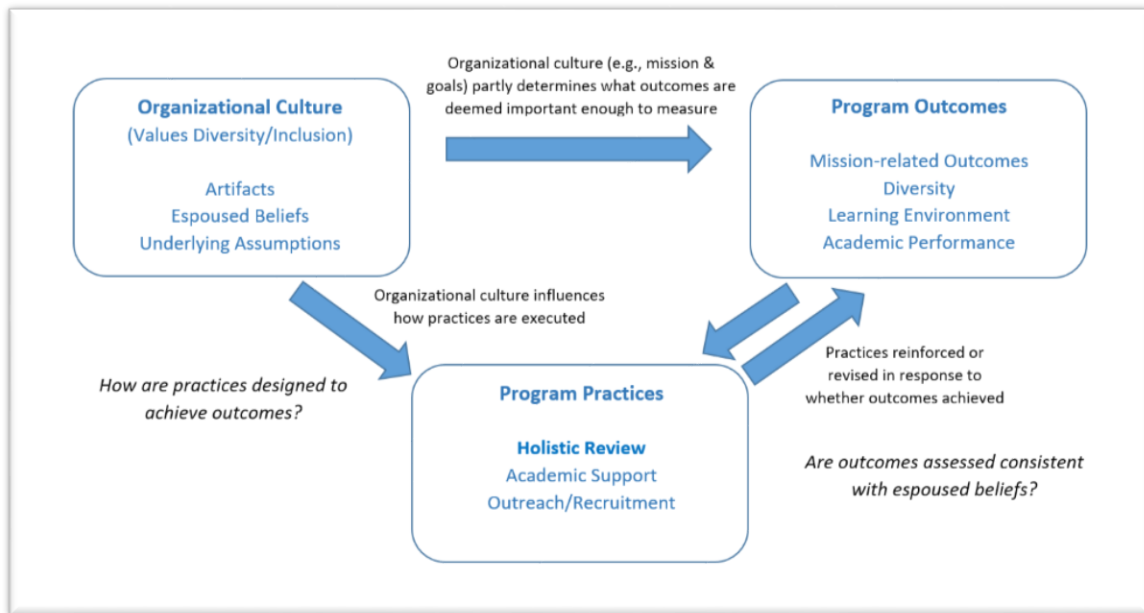 Organizational Culture
(Values Diversity/Inclusion)
Artifacts
Espoused Beliefs
Underlying Assumptions
Organizational culture (e.g., mission &
goals) partly determines what outcomes are
deemed important enough to measure
Program Outcomes
Mission-related Outcomes
Diversity
Learning Environment
Academic Performance
Organizational culture influences
how practices are executed
How are practices designed to
achieve outcomes?
Program Practices
Holistic Review
Academic Support
Outreach/Recruitment
Practices reinforced or
revised in response to
whether outcomes achieved
Are outcomes assessed consistent
with espoused beliefs?